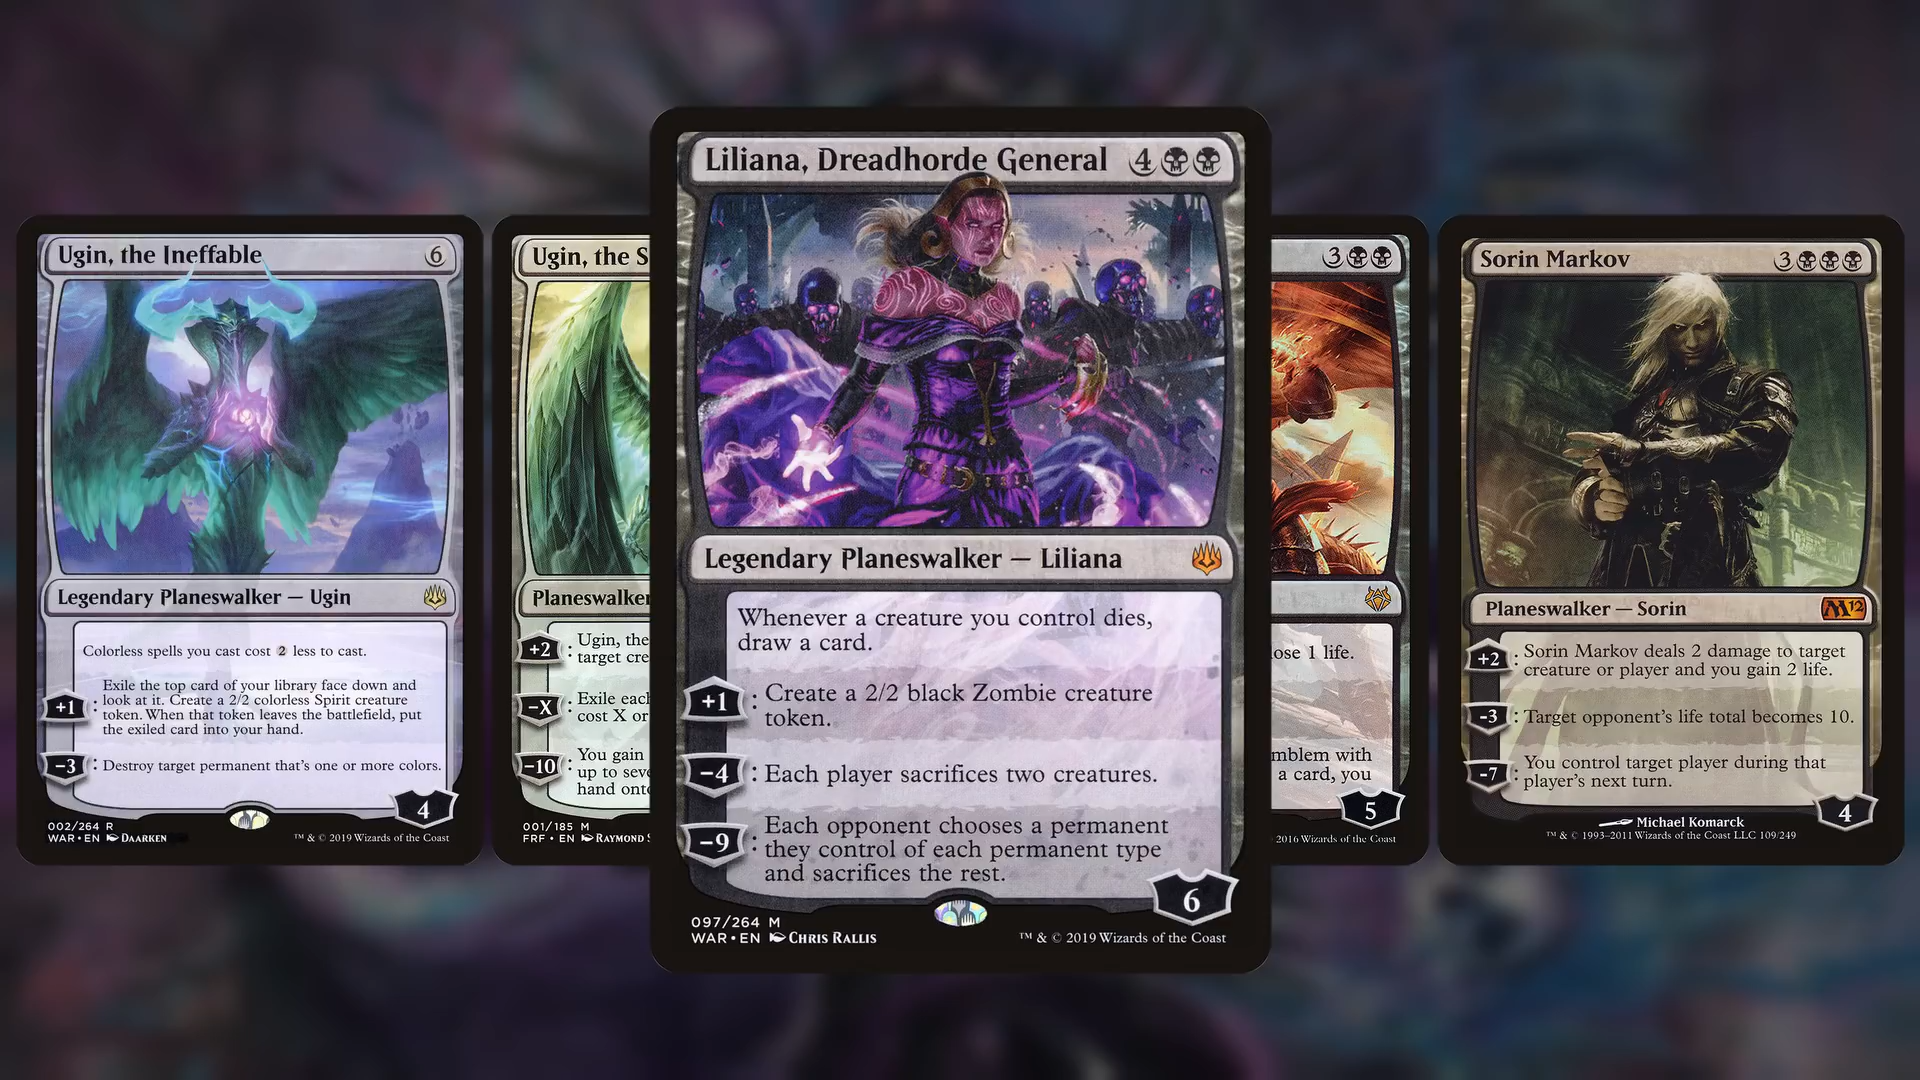 Ugin, the Ineffable 6
Legendary Planeswalker — Ugin
Colorless spells you cast cost 2 less to cast.
+1 : Exile the top card of your library face down and
look at it. Create a 2/2 colorless Spirit creature
token. When that token leaves the battlefield, put
the exiled card into your hand.
−3 : Destroy target permanent that's one or more colors.
4
002/264 R
WAR • EN Daarken
™ & © 2019 Wizards of the Coast
Ugin, the S
Planeswalker
+2 : Ugin, the
target cre
−X : Exile each
cost X or
−10 : You gain
up to seve
hand onto
001/185 M
FRF • EN Raymond S
Liliana, Dreadhorde General 4
Legendary Planeswalker — Liliana
Whenever a creature you control dies,
draw a card.
+1 : Create a 2/2 black Zombie creature
token.
−4 : Each player sacrifices two creatures.
−9 : Each opponent chooses a permanent
they control of each permanent type
and sacrifices the rest.
6
097/264 M
WAR • EN Chris Rallis
™ & © 2019 Wizards of the Coast
3
ose 1 life.
mblem with
a card, you
5
2016 Wizards of the Coast
Sorin Markov 3
Planeswalker — Sorin
M12
+2 : Sorin Markov deals 2 damage to target
creature or player and you gain 2 life.
-3 : Target opponent's life total becomes 10.
-7 : You control target player during that
player's next turn.
4
Michael Komarck
™ & © 1993–2011 Wizards of the Coast LLC 109/249